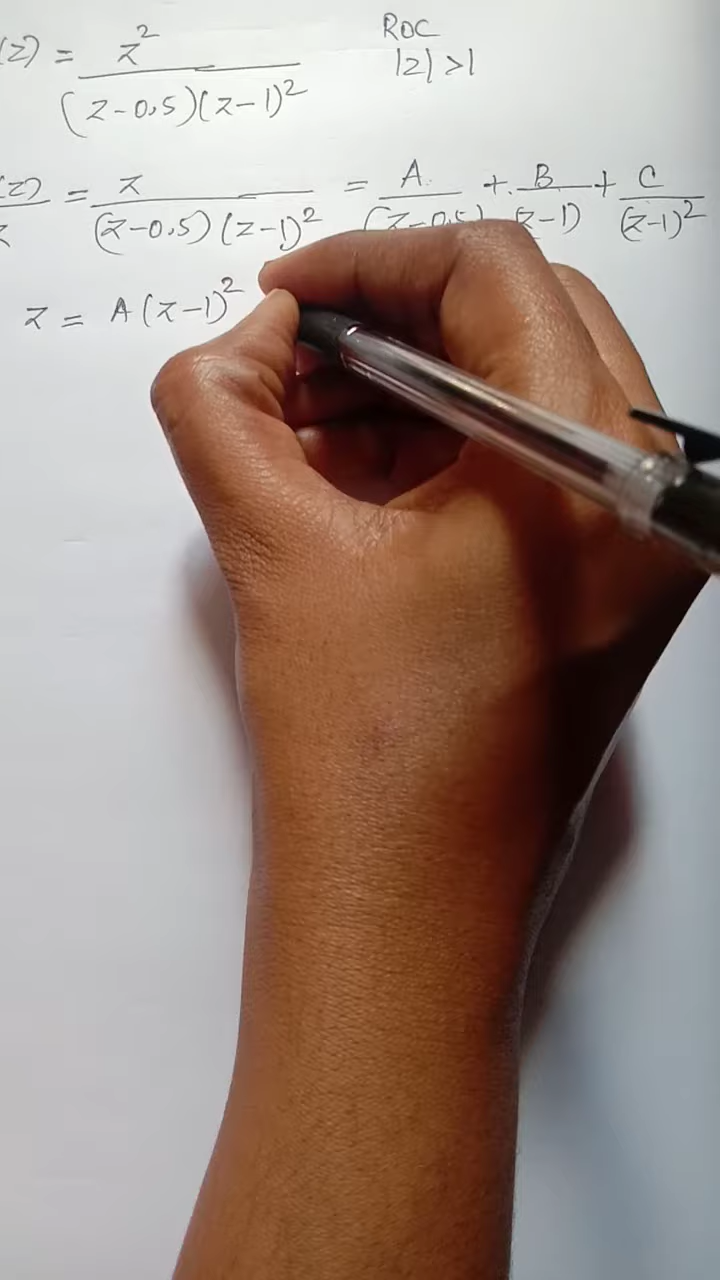 (z) = z² / (z-0.5)(z-1)² ROC |z|>1
(z)/z = z / (z-0.5)(z-1)² = A / (z-0.5) + B / (z-1) + C / (z-1)²
z = A(z-1)²